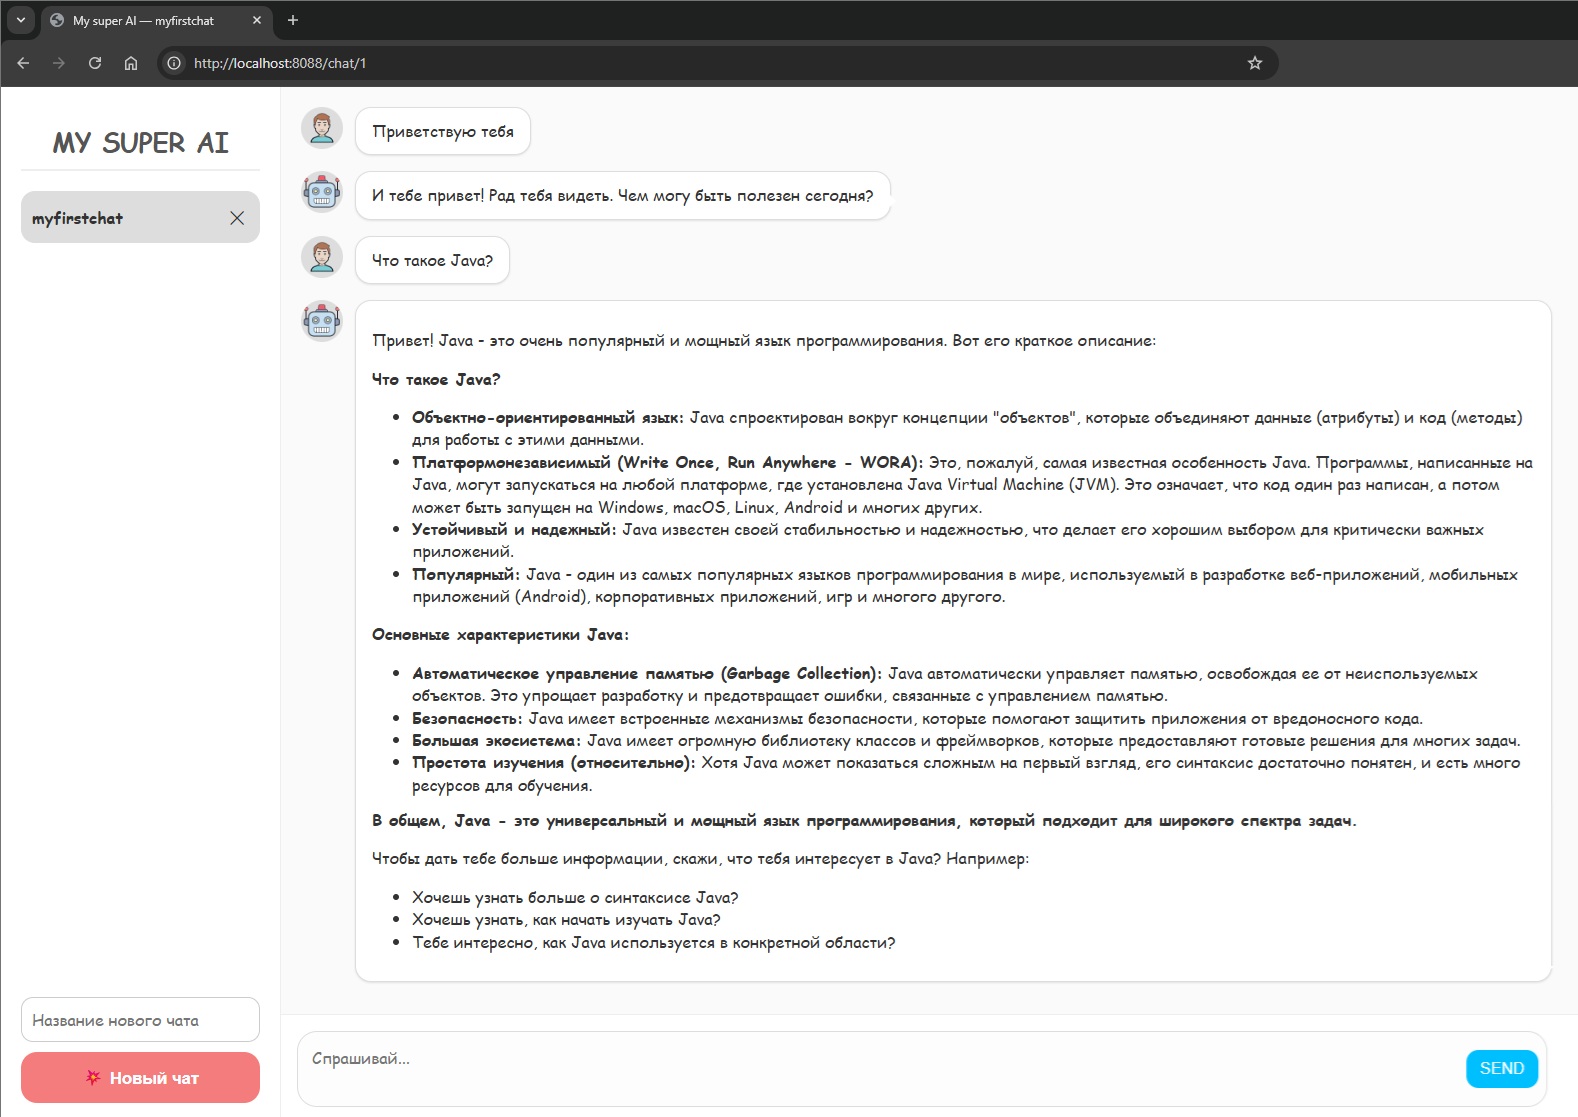 My super AI — myfirstchat
http://localhost:8088/chat/1
MY SUPER AI
myfirstchat
Приветствую тебя
И тебе привет! Рад тебя видеть. Чем могу быть полезен сегодня?
Что такое Java?
Привет! Java - это очень популярный и мощный язык программирования. Вот его краткое описание:
Что такое Java?
• Объектно-ориентированный язык: Java спроектирован вокруг концепции "объектов", которые объединяют данные (атрибуты) и код (методы)
для работы с этими данными.
• Платформонезависимый (Write Once, Run Anywhere - WORA): Это, пожалуй, самая известная особенность Java. Программы, написанные на
Java, могут запускаться на любой платформе, где установлена Java Virtual Machine (JVM). Это означает, что код один раз написан, а потом
может быть запущен на Windows, macOS, Linux, Android и многих других.
• Устойчивый и надежный: Java известен своей стабильностью и надежностью, что делает его хорошим выбором для критически важных
приложений.
• Популярный: Java - один из самых популярных языков программирования в мире, используемый в разработке веб-приложений, мобильных
приложений (Android), корпоративных приложений, игр и многого другого.
Основные характеристики Java:
• Автоматическое управление памятью (Garbage Collection): Java автоматически управляет памятью, освобождая ее от неиспользуемых
объектов. Это упрощает разработку и предотвращает ошибки, связанные с управлением памятью.
• Безопасность: Java имеет встроенные механизмы безопасности, которые помогают защитить приложения от вредоносного кода.
• Большая экосистема: Java имеет огромную библиотеку классов и фреймворков, которые предоставляют готовые решения для многих задач.
• Простота изучения (относительно): Хотя Java может показаться сложным на первый взгляд, его синтаксис достаточно понятен, и есть много
ресурсов для обучения.
В общем, Java - это универсальный и мощный язык программирования, который подходит для широкого спектра задач.
Чтобы дать тебе больше информации, скажи, что тебя интересует в Java? Например:
• Хочешь узнать больше о синтаксисе Java?
• Хочешь узнать, как начать изучать Java?
• Тебе интересно, как Java используется в конкретной области?
Название нового чата
Новый чат
Спрашивай...
SEND